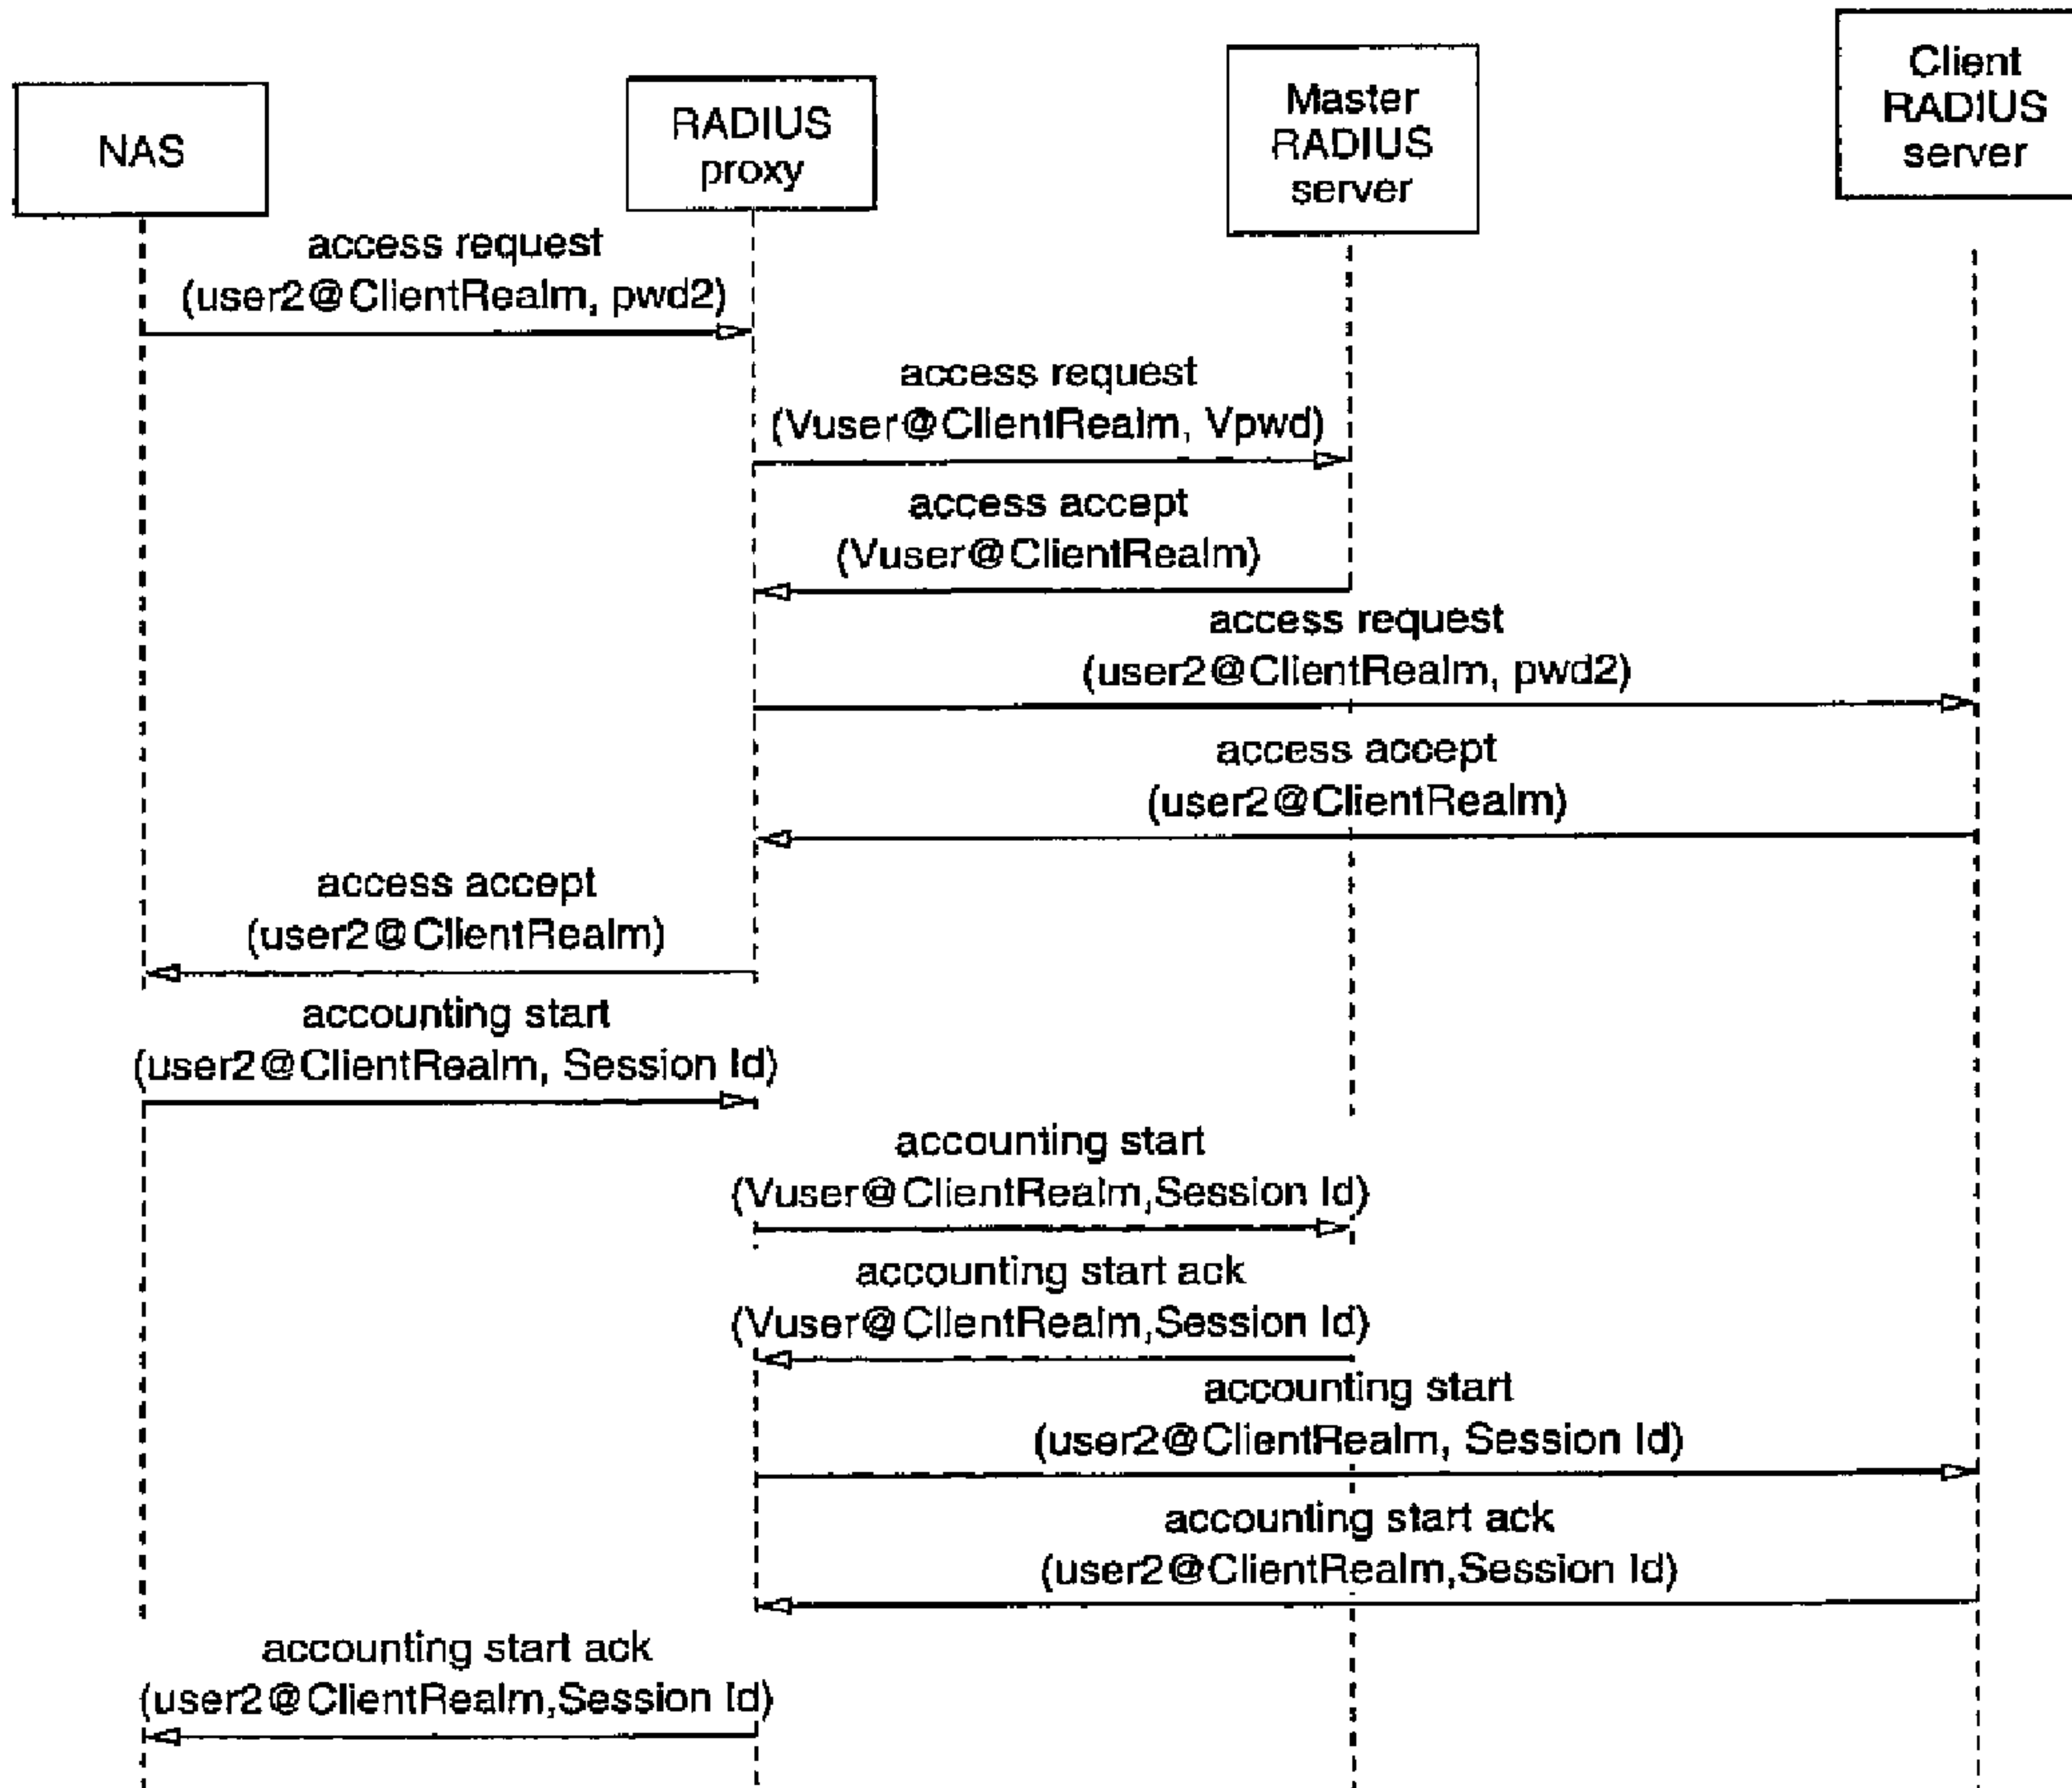 NAS
RADIUS
proxy
Master
RADIUS
server
Client
RADIUS
server
access request
(user2@ClientRealm, pwd2)
access request
(Vuser@ClientRealm, Vpwd)
access accept
(Vuser@ClientRealm)
access request
(user2@ClientRealm, pwd2)
access accept
(user2@ClientRealm)
access accept
(user2@ClientRealm)
accounting start
(user2@ClientRealm, Session Id)
accounting start
(Vuser@ClientRealm,Session Id)
accounting start ack
(Vuser@ClientRealm,Session Id)
accounting start
(user2@ClientRealm, Session Id)
accounting start ack
(user2@ClientRealm,Session Id)
accounting start ack
(user2@ClientRealm,Session Id)